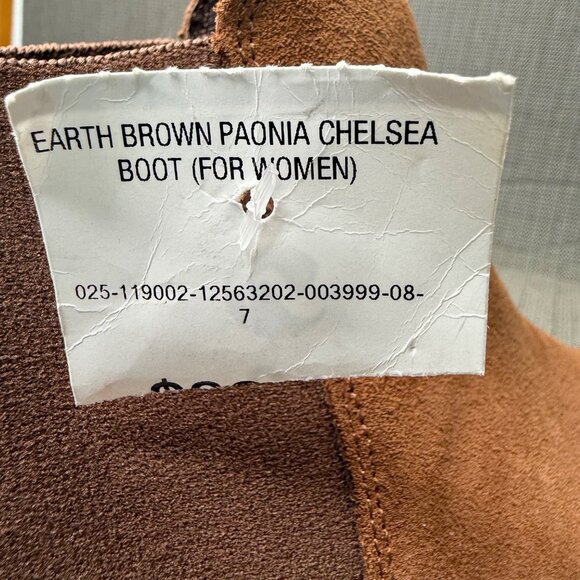 EARTH BROWN PAONIA CHELSEA
BOOT (FOR WOMEN)
025-119002-12563202-003999-08-
7